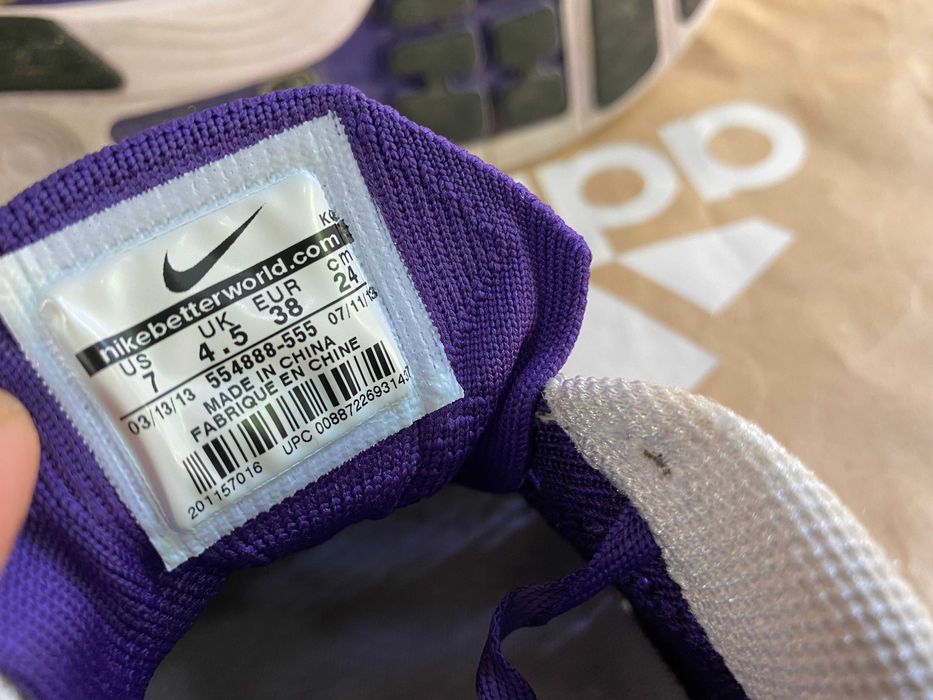 nikebetterworld.com
US UK EUR cm
7 4.5 38 24
03/13/13 554888-555 07/11/13
MADE IN CHINA
FABRIQUE EN CHINE
201157016 UPC